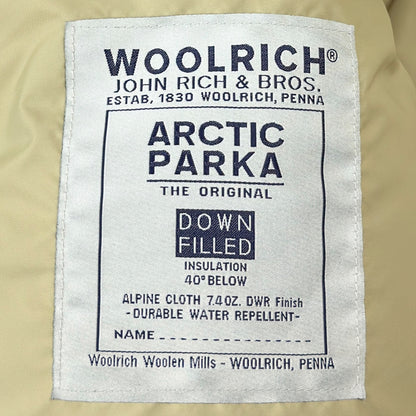 WOOLRICH®
JOHN RICH & BROS.
ESTAB. 1830 WOOLRICH, PENNA
ARCTIC
PARKA
THE ORIGINAL
DOWN
FILLED
INSULATION
40° BELOW
ALPINE CLOTH 7.4 OZ. DWR Finish
-DURABLE WATER REPELLENT-
NAME
Woolrich Woolen Mills - WOOLRICH, PENNA